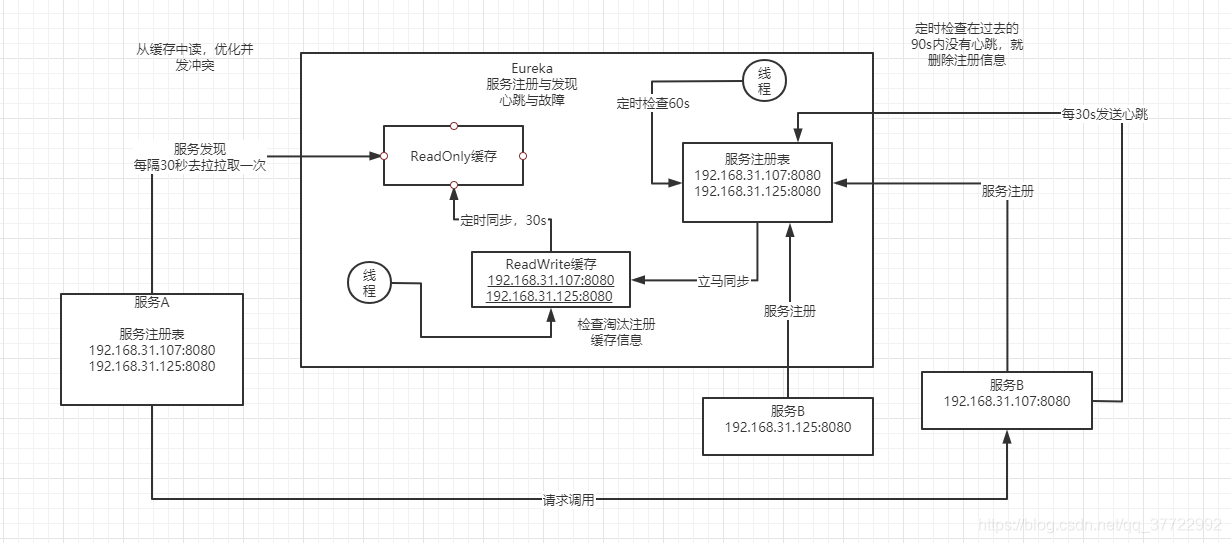 从缓存中读，优化并
发冲突
定时检查在过去的
90s内没有心跳，就
删除注册信息
Eureka
服务注册与发现
心跳与故障
线
程
定时检查60s
每30s发送心跳
服务发现
每隔30秒去拉拉取一次
ReadOnly缓存
服务注册表
192.168.31.107:8080
192.168.31.125:8080
服务注册
定时同步，30s
ReadWrite缓存
192.168.31.107:8080
192.168.31.125:8080
立马同步
线
程
服务A
服务注册表
192.168.31.107:8080
192.168.31.125:8080
检查淘汰注册
缓存信息
服务注册
服务B
192.168.31.125:8080
服务B
192.168.31.107:8080
请求调用
https://blog.csdn.net/qq_37722992